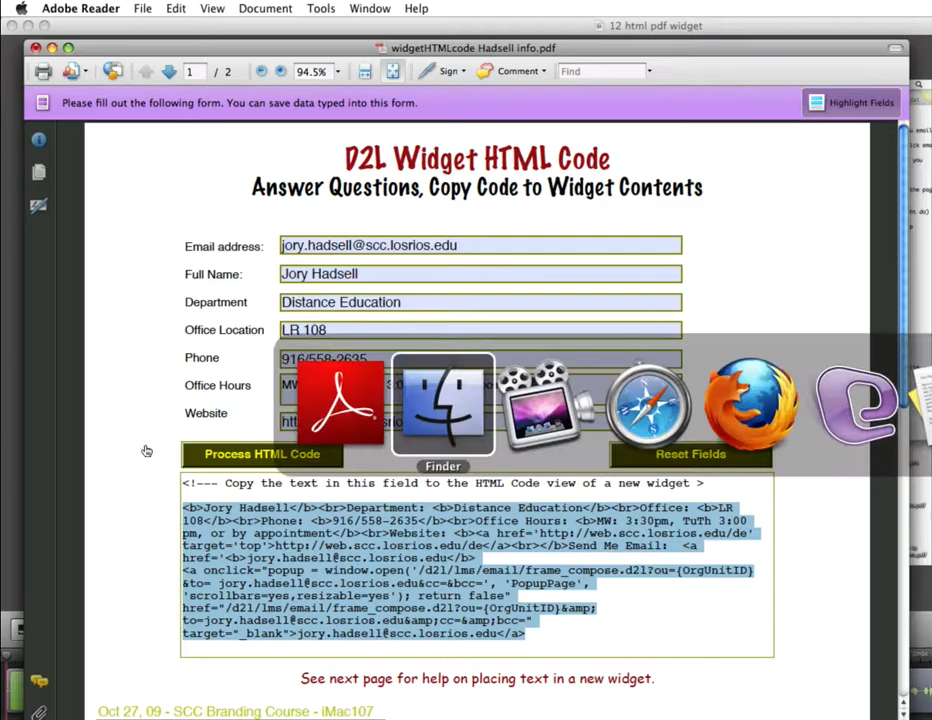 Adobe Reader File Edit View Document Tools Window Help
12 html pdf widget
widgetHTMLcode Hadsell info.pdf
1 / 2 94.5% Sign Comment Find
Please fill out the following form. You can save data typed into this form. Highlight Fields
D2L Widget HTML Code
Answer Questions, Copy Code to Widget Contents
Email address: jory.hadsell@scc.losrios.edu
Full Name: Jory Hadsell
Department Distance Education
Office Location LR 108
Phone 916/558-2635
Office Hours
Website
Finder
Process HTML Code Reset Fields
<!--- Copy the text in this field to the HTML Code view of a new widget >
<b>Jory Hadsell</b><br>Department: <b>Distance Education</b><br>Office: <b>LR
108</b><br>Phone: <b>916/558-2635</b><br>Office Hours: <b>MW: 3:30pm, TuTh 3:00
pm, or by appointment</b><br>Website: <b><a href='http://web.scc.losrios.edu/de'
target='top'>http://web.scc.losrios.edu/de</a><br></b>Send Me Email: <a
href='<b>jory.hadsell@scc.losrios.edu</b>
<a onclick="popup = window.open('/d2l/lms/email/frame_compose.d2l?ou={OrgUnitID}
&to= jory.hadsell@scc.losrios.edu&cc=&bcc=', 'PopupPage',
'scrollbars=yes,resizable=yes'); return false"
href="/d2l/lms/email/frame_compose.d2l?ou={OrgUnitID}&amp;
to=jory.hadsell@scc.losrios.edu&amp;cc=&amp;bcc="
target="_blank">jory.hadsell@scc.losrios.edu</a>
See next page for help on placing text in a new widget.
Oct 27, 09 - SCC Branding Course - iMac107